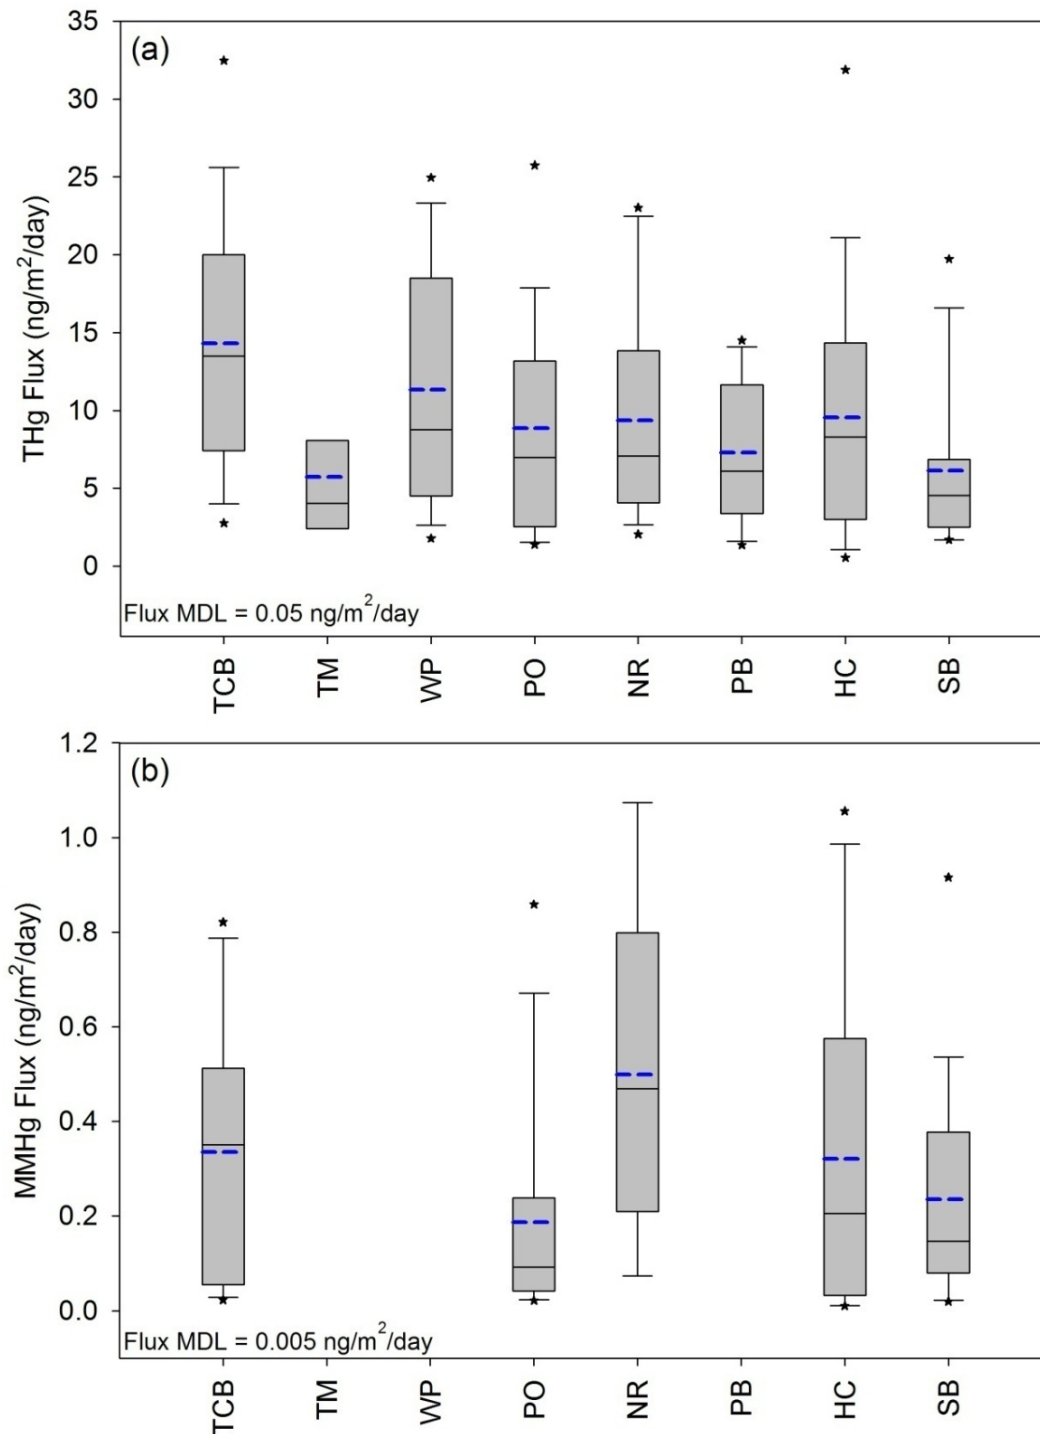 (a)
35
30
25
20
15
10
5
0
THg Flux (ng/m²/day)
Flux MDL = 0.05 ng/m²/day
TCB TM WP PO NR PB HC SB
(b)
1.2
1.0
0.8
0.6
0.4
0.2
0.0
MMHg Flux (ng/m²/day)
Flux MDL = 0.005 ng/m²/day
TCB TM WP PO NR PB HC SB